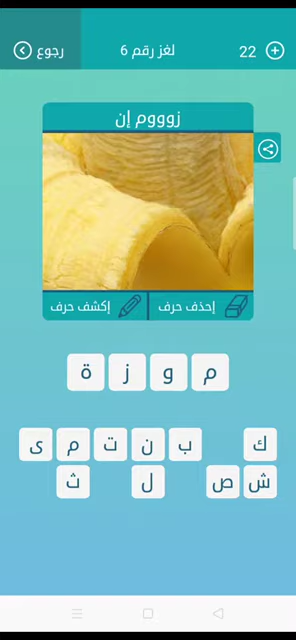 رجوع لغز رقم 6 22
زوووم إن
إحذف حرف إكشف حرف
م و ز ة
ك ب ن ت م ى
ش ص ل ث